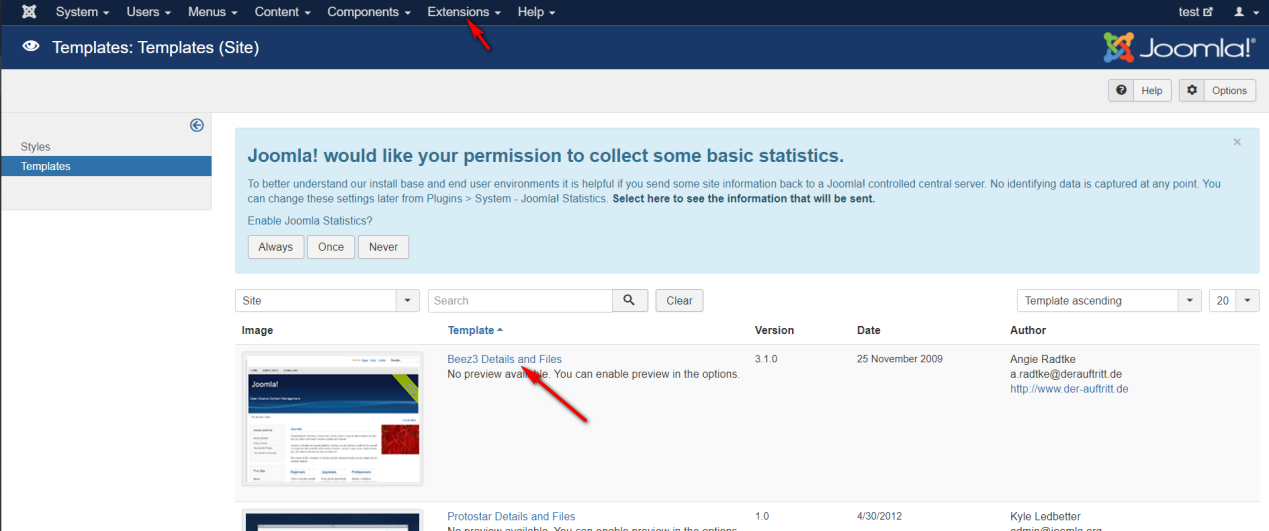 System Users Menus Content Components Extensions Help test
Templates: Templates (Site)
Joomla!®
Help Options
Styles
Templates
Joomla! would like your permission to collect some basic statistics.
To better understand our install base and end user environments it is helpful if you send some site information back to a Joomla! controlled central server. No identifying data is captured at any point. You
can change these settings later from Plugins > System - Joomla! Statistics. Select here to see the information that will be sent.
Enable Joomla Statistics?
Always Once Never
Site Search Clear Template ascending 20
Image Template Version Date Author
Beez3 Details and Files 3.1.0 25 November 2009 Angie Radtke
No preview available. You can enable preview in the options. a.radtke@derauftritt.de
http://www.der-auftritt.de
Joomla!
Protostar Details and Files 1.0 4/30/2012 Kyle Ledbetter
No preview available. You can enable preview in the options. admin@joomla.org